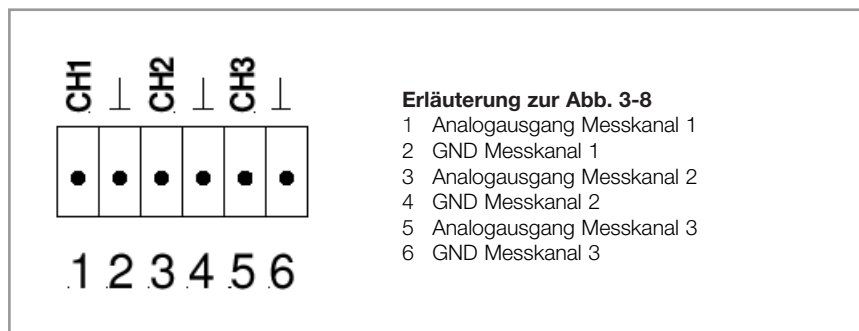 CH1 ⊥ CH2 ⊥ CH3 ⊥
1 2 3 4 5 6
Erläuterung zur Abb. 3-8
1 Analogausgang Messkanal 1
2 GND Messkanal 1
3 Analogausgang Messkanal 2
4 GND Messkanal 2
5 Analogausgang Messkanal 3
6 GND Messkanal 3